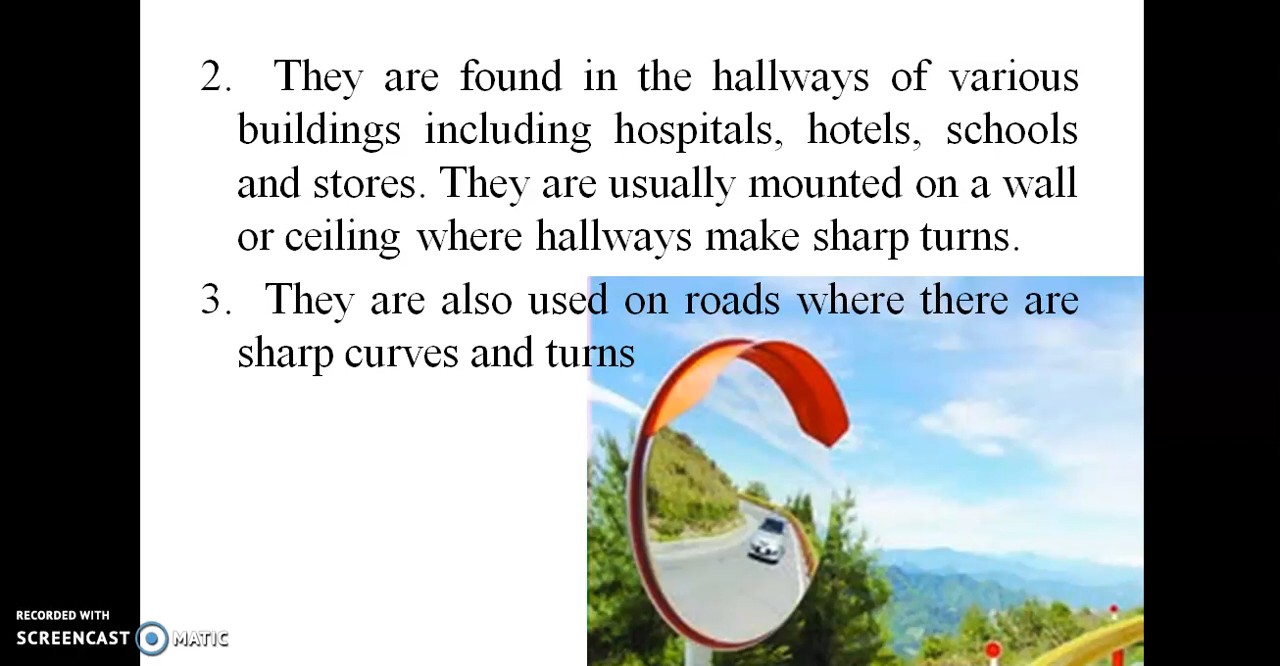 2. They are found in the hallways of various
buildings including hospitals, hotels, schools
and stores. They are usually mounted on a wall
or ceiling where hallways make sharp turns.
3. They are also used on roads where there are
sharp curves and turns
RECORDED WITH
SCREENCAST MATIC